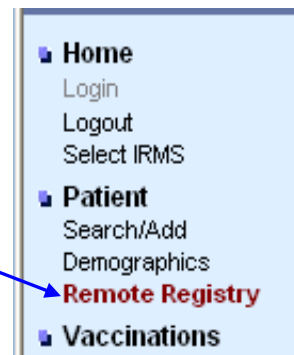 Home
Login
Logout
Select IRMS
Patient
Search/Add
Demographics
Remote Registry
Vaccinations